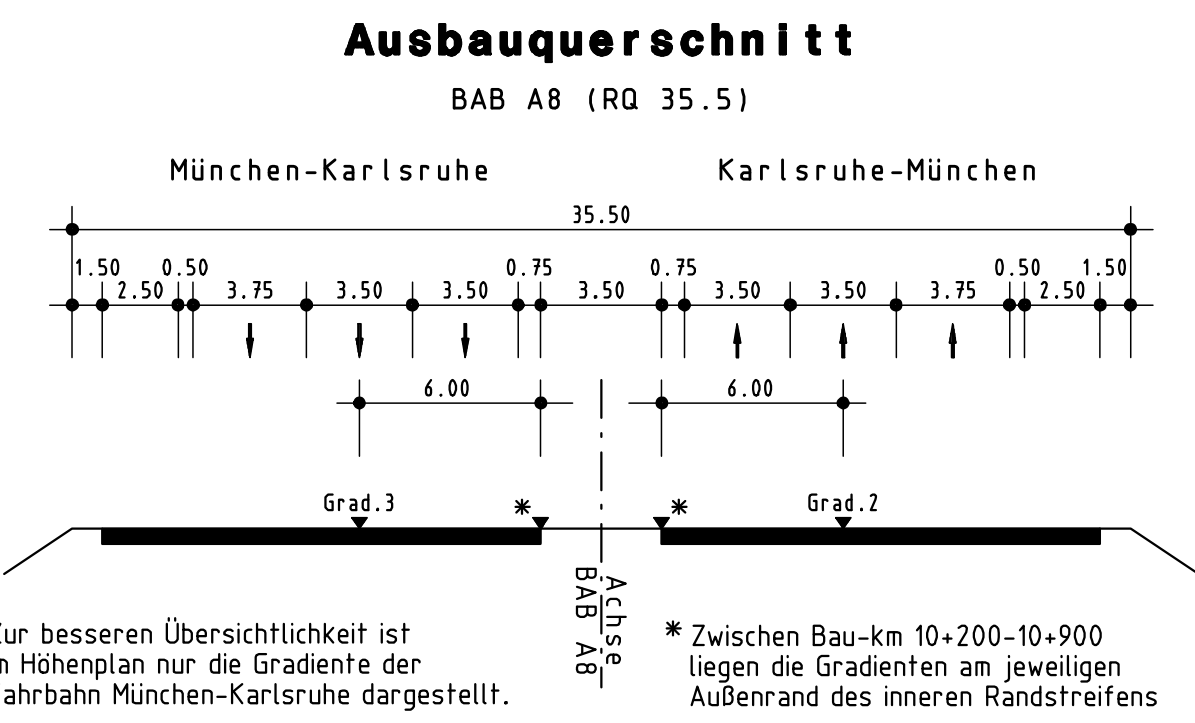 Ausbauquerschnitt
BAB A8 (RQ 35.5)
München-Karlsruhe Karlsruhe-München
35.50
1.50 0.50 0.75 0.75 0.50 1.50
2.50 3.75 3.50 3.50 3.50 3.50 3.50 3.75 2.50
6.00 6.00
Grad.3 * * Grad.2
Achse
BAB A8
besseren Übersichtlichkeit ist
Höhenplan nur die Gradiente der
München-Karlsruhe dargestellt.
* Zwischen Bau-km 10+200-10+900
liegen die Gradienten am jeweiligen
Außenrand des inneren Randstreifens